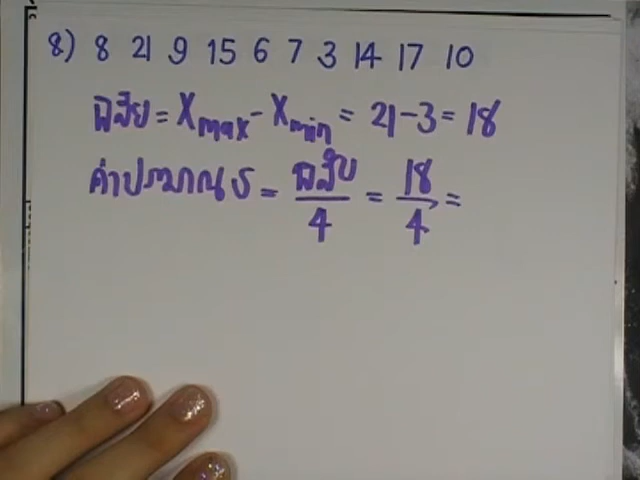 8) 8 21 9 15 6 7 3 14 17 10
พิสัย = Xmax - Xmin = 21 - 3 = 18
ค่าประมาณ S = พิสัย/4 = 18/4 =